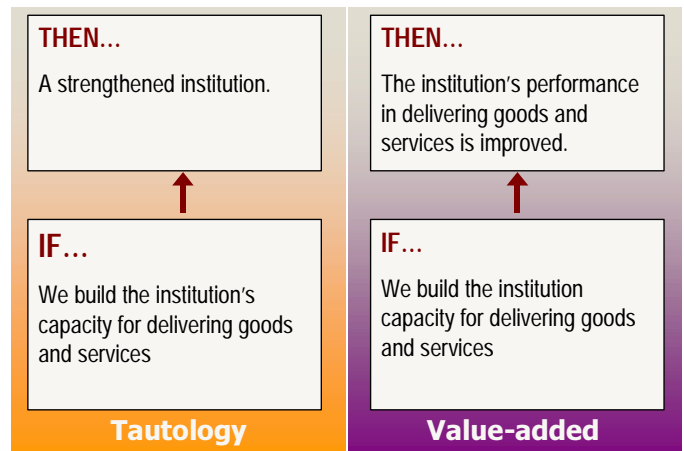 THEN...
A strengthened institution.
IF...
We build the institution's
capacity for delivering goods
and services
Tautology
THEN...
The institution's performance
in delivering goods and
services is improved.
IF...
We build the institution
capacity for delivering goods
and services
Value-added